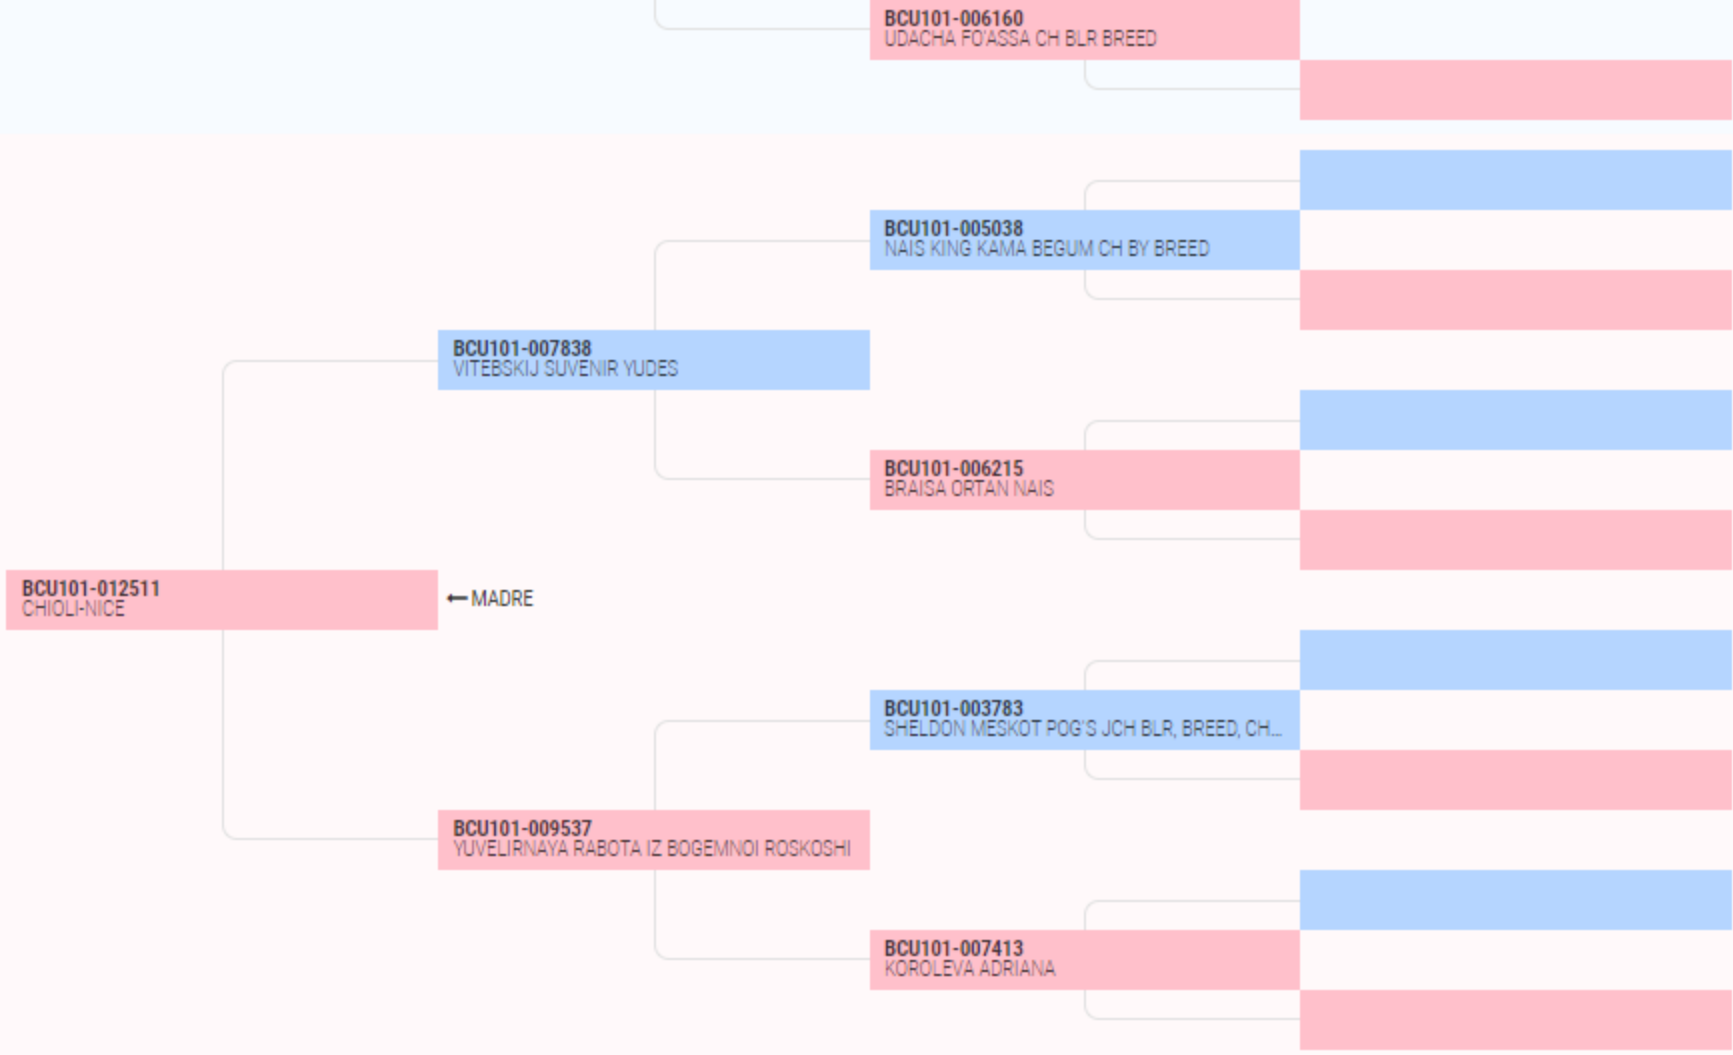 BCU101-006160
UDACHA FO'ASSA CH BLR BREED
BCU101-005038
NAIS KING KAMA BEGUM CH BY BREED
BCU101-007838
VITEBSKIJ SUVENIR YUDES
BCU101-006215
BRAISA ORTAN NAIS
BCU101-012511
CHIOLI-NICE
← MADRE
BCU101-003783
SHELDON MESKOT POG'S JCH BLR, BREED, CH...
BCU101-009537
YUVELIRNAYA RABOTA IZ BOGEMNOI ROSKOSHI
BCU101-007413
KOROLEVA ADRIANA